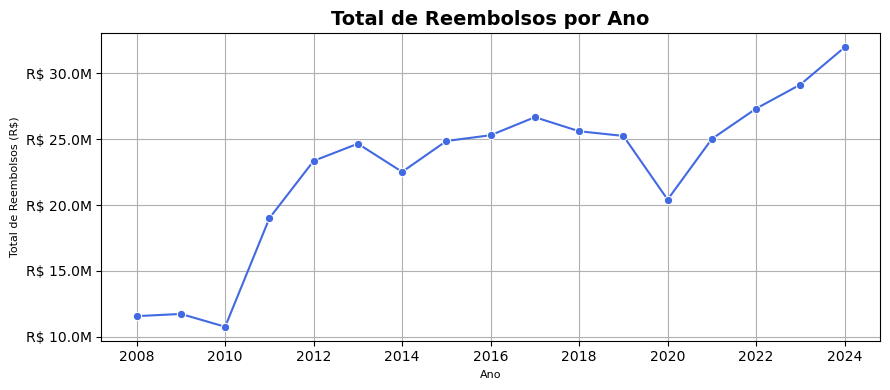 Total de Reembolsos por Ano
Total de Reembolsos (R$)
R$ 30.0M
R$ 25.0M
R$ 20.0M
R$ 15.0M
R$ 10.0M
2008 2010 2012 2014 2016 2018 2020 2022 2024
Ano